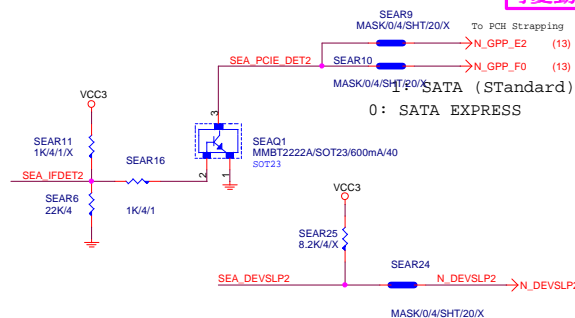 SEAR9
MASK/0/4/SHT/20/X
To PCH Strapping
N_GPP_E2 (13)
SEA_PCIE_DET2
SEAR10
N_GPP_F0 (13)
MASK/0/4/SHT/20/X
1: SATA (STandard)
0: SATA EXPRESS
VCC3
3
SEAR11
1K/4/1/X
SEAQ1
MMBT2222A/SOT23/600mA/40
SOT23
SEAR16
SEA_IFDET2
2
1
SEAR6
22K/4
1K/4/1
VCC3
SEAR25
8.2K/4/X
SEAR24
SEA_DEVSLP2
N_DEVSLP2
N_DEVSLP2
MASK/0/4/SHT/20/X